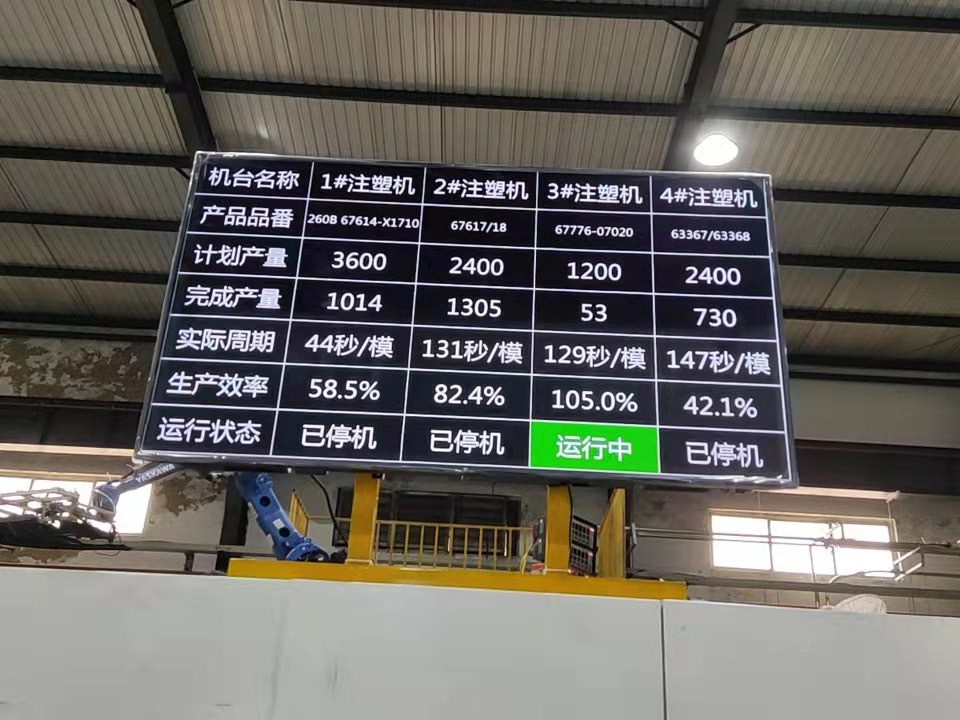 机台名称 1#注塑机 2#注塑机 3#注塑机 4#注塑机
产品品番 260B 67614-X1710 67617/18 67776-07020 63367/63368
计划产量 3600 2400 1200 2400
完成产量 1014 1305 53 730
实际周期 44秒/模 131秒/模 129秒/模 147秒/模
生产效率 58.5% 82.4% 105.0% 42.1%
运行状态 已停机 已停机 运行中 已停机
YASKAWA